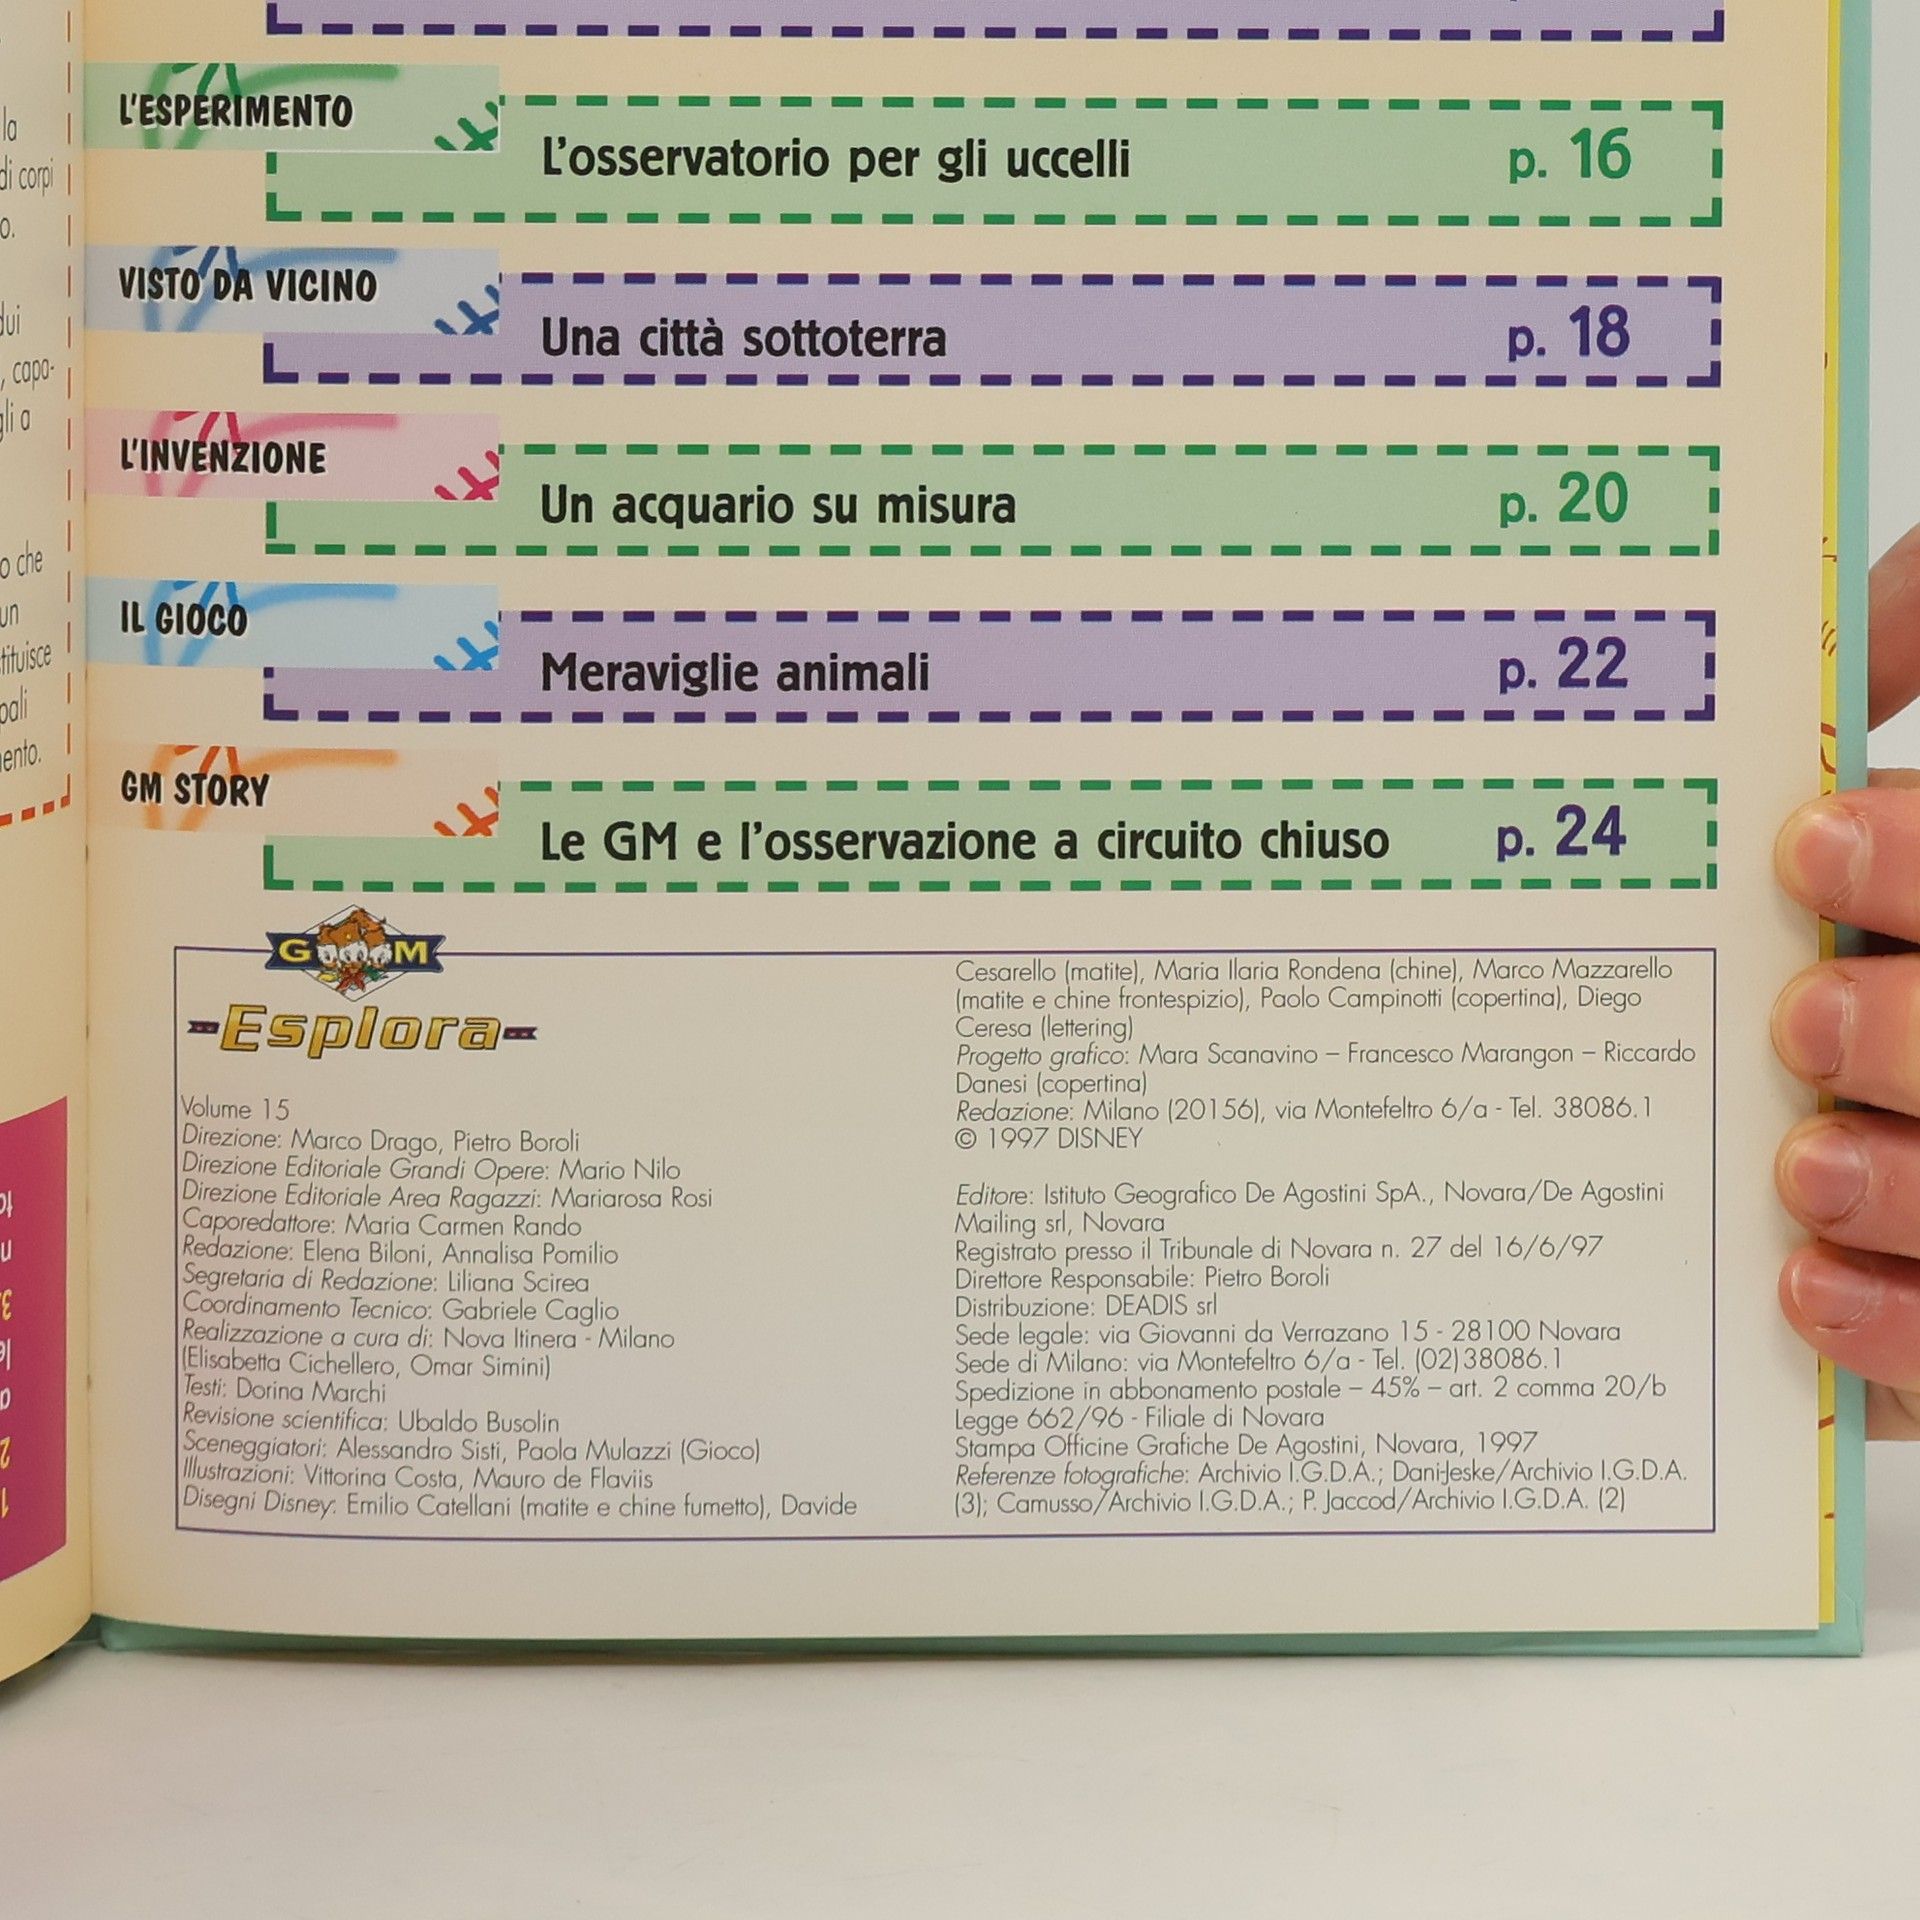 L'ESPERIMENTO
L'osservatorio per gli uccelli p. 16
VISTO DA VICINO
Una città sottoterra p. 18
L'INVENZIONE
Un acquario su misura p. 20
IL GIOCO
Meraviglie animali p. 22
GM STORY
Le GM e l'osservazione a circuito chiuso p. 24
G M
Esplora
Volume 15
Direzione: Marco Drago, Pietro Boroli
Direzione Editoriale Grandi Opere: Mario Nilo
Direzione Editoriale Area Ragazzi: Mariarosa Rosi
Caporedattore: Maria Carmen Rando
Redazione: Elena Biloni, Annalisa Pomilio
Segretaria di Redazione: Liliana Scirea
Coordinamento Tecnico: Gabriele Caglio
Realizzazione a cura di: Nova Itinera - Milano
(Elisabetta Cichellero, Omar Simini)
Testi: Dorina Marchi
Revisione scientifica: Ubaldo Busolin
Sceneggiatori: Alessandro Sisti, Paola Mulazzi (Gioco)
Illustrazioni: Vittorina Costa, Mauro de Flaviis
Disegni Disney: Emilio Catellani (matite e chine fumetto), Davide
Cesarello (matite), Maria Ilaria Rondena (chine), Marco Mazzarello
(matite e chine frontespizio), Paolo Campinotti (copertina), Diego
Ceresa (lettering)
Progetto grafico: Mara Scanavino – Francesco Marangon – Riccardo
Danesi (copertina)
Redazione: Milano (20156), via Montefeltro 6/a - Tel. 38086.1
© 1997 DISNEY
Editore: Istituto Geografico De Agostini SpA., Novara/De Agostini
Mailing srl, Novara
Registrato presso il Tribunale di Novara n. 27 del 16/6/97
Direttore Responsabile: Pietro Boroli
Distribuzione: DEADIS srl
Sede legale: via Giovanni da Verrazano 15 - 28100 Novara
Sede di Milano: via Montefeltro 6/a - Tel. (02)38086.1
Spedizione in abbonamento postale – 45% – art. 2 comma 20/b
Legge 662/96 - Filiale di Novara
Stampa Officine Grafiche De Agostini, Novara, 1997
Referenze fotografiche: Archivio I.G.D.A.; Dani-Jeske/Archivio I.G.D.A.
(3); Camusso/Archivio I.G.D.A.; P. Jaccod/Archivio I.G.D.A. (2)
la
di corpi
o.
dui
, capa-
gli a
o che
un